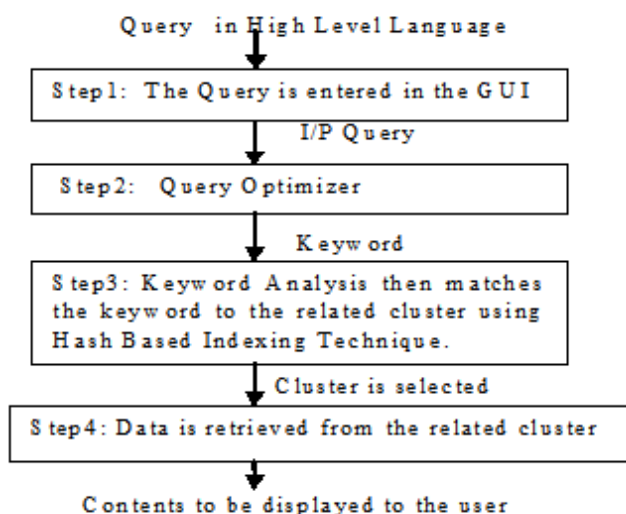 Query in High Level Language
Step1: The Query is entered in the GUI
I/P Query
Step2: Query Optimizer
Keyword
Step3: Keyword Analysis then matches
the keyword to the related cluster using
Hash Based Indexing Technique.
Cluster is selected
Step4: Data is retrieved from the related cluster
Contents to be displayed to the user